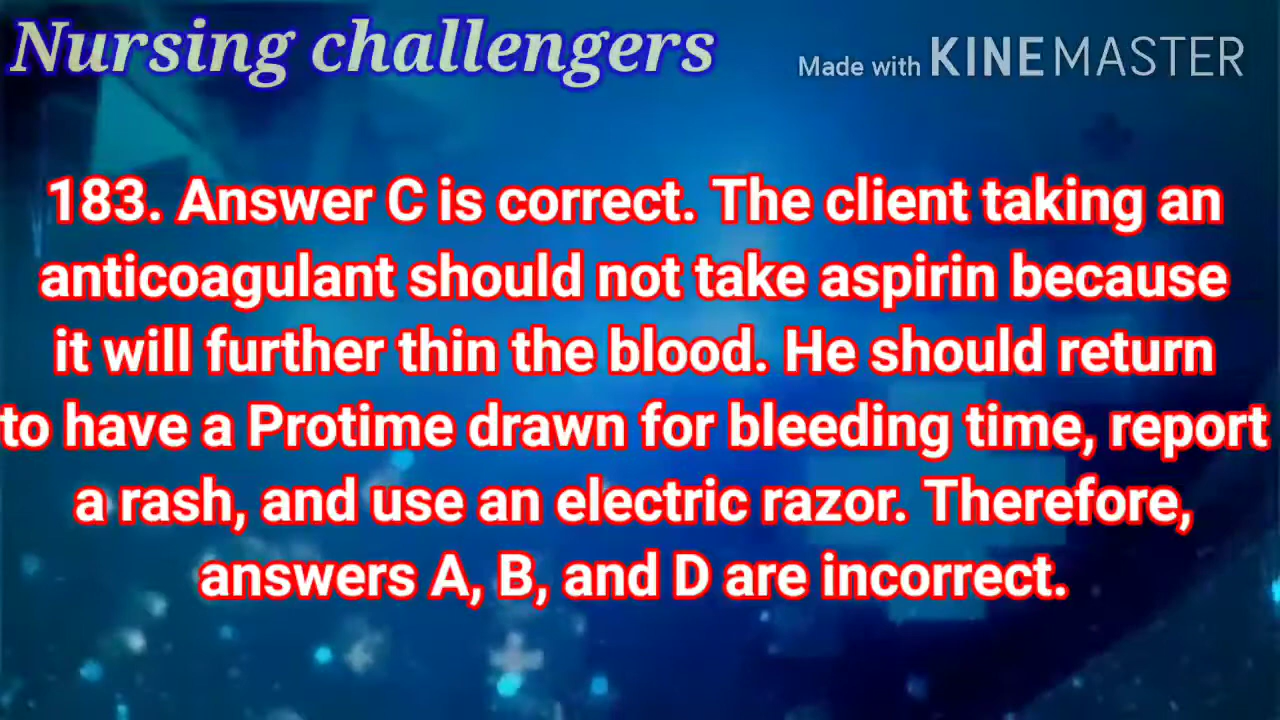 Nursing challengers
Made with KINEMASTER
183. Answer C is correct. The client taking an
anticoagulant should not take aspirin because
it will further thin the blood. He should return
to have a Protime drawn for bleeding time, report
a rash, and use an electric razor. Therefore,
answers A, B, and D are incorrect.